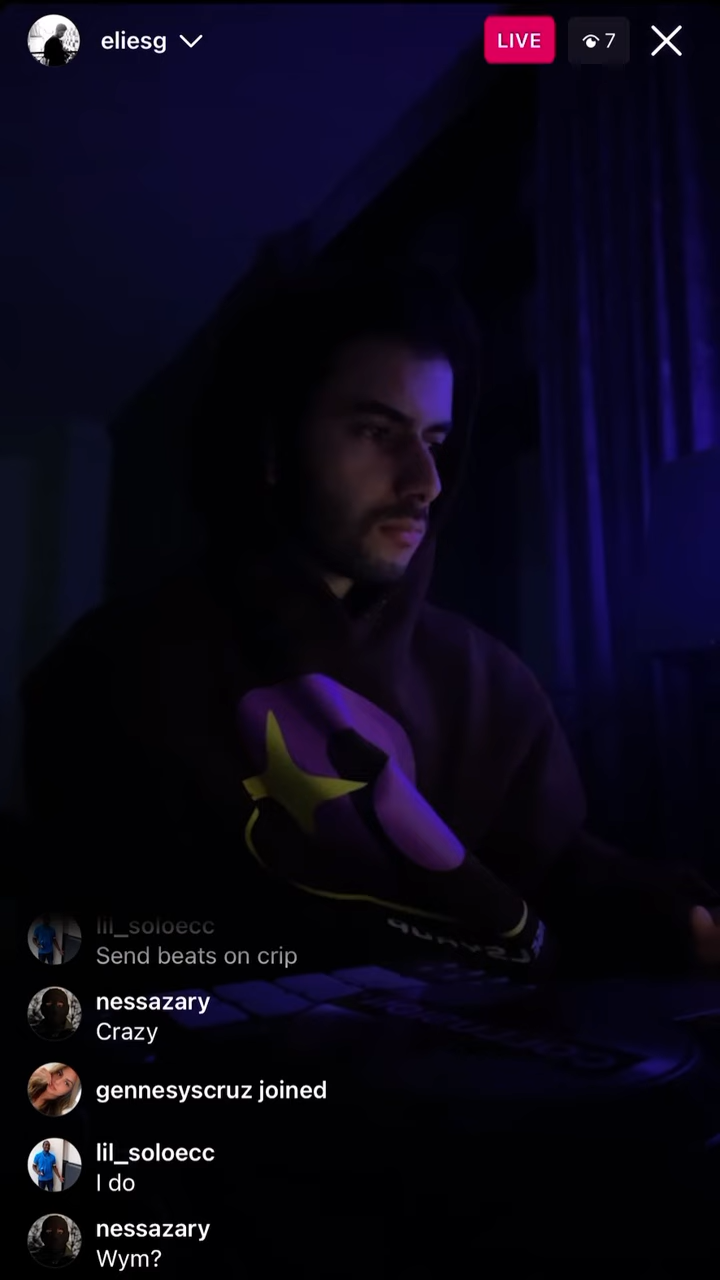 eliesg
LIVE
7
lil_soloecc
Send beats on crip
nessazary
Crazy
gennesyscruz joined
lil_soloecc
I do
nessazary
Wym?